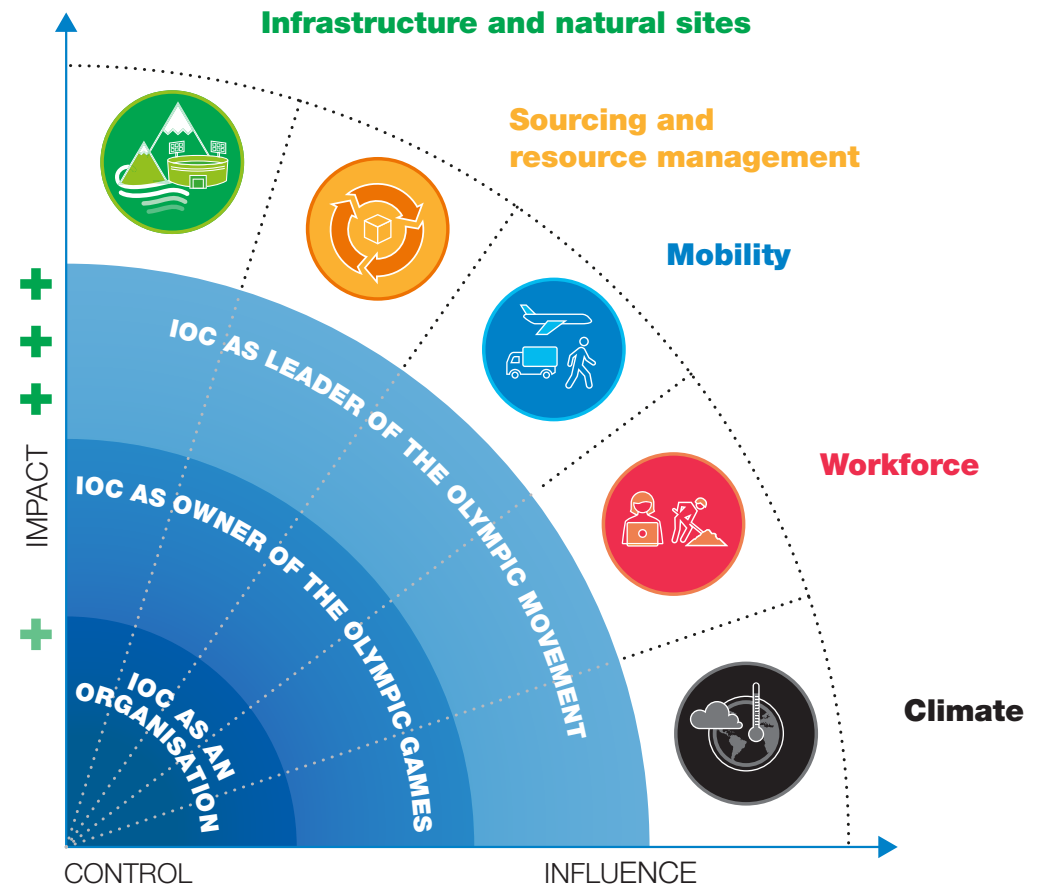 Infrastructure and natural sites
Sourcing and
resource management
Mobility
Workforce
Climate
IOC AS LEADER OF THE OLYMPIC MOVEMENT
IOC AS OWNER OF THE OLYMPIC GAMES
IOC AS AN
ORGANISATION
IMPACT
CONTROL
INFLUENCE